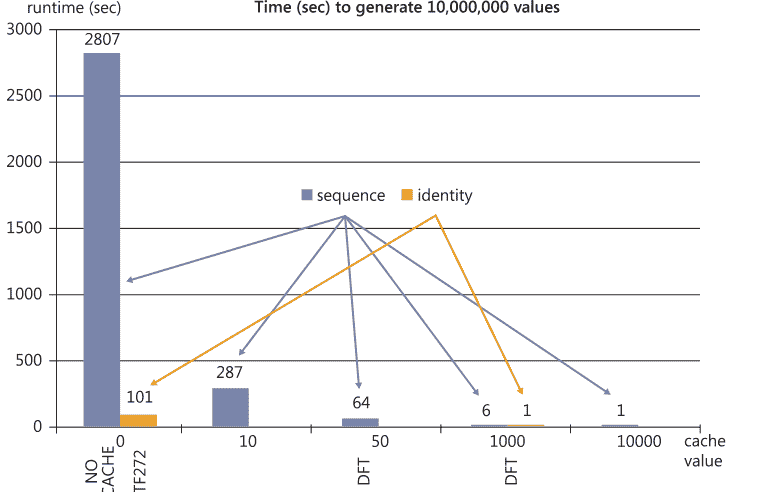 runtime (sec)
Time (sec) to generate 10,000,000 values
3000
2807
2500
2000
sequence
identity
1500
1000
500
287
101
64
6
1
1
0
0
10
50
1000
10000
cache
value
NO
CACHE
TF272
DFT
DFT